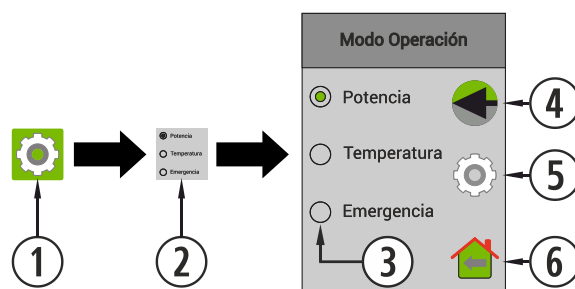 Modo Operación
Potencia
Temperatura
Emergencia
Potencia
Temperatura
Emergencia
1
2
3
4
5
6